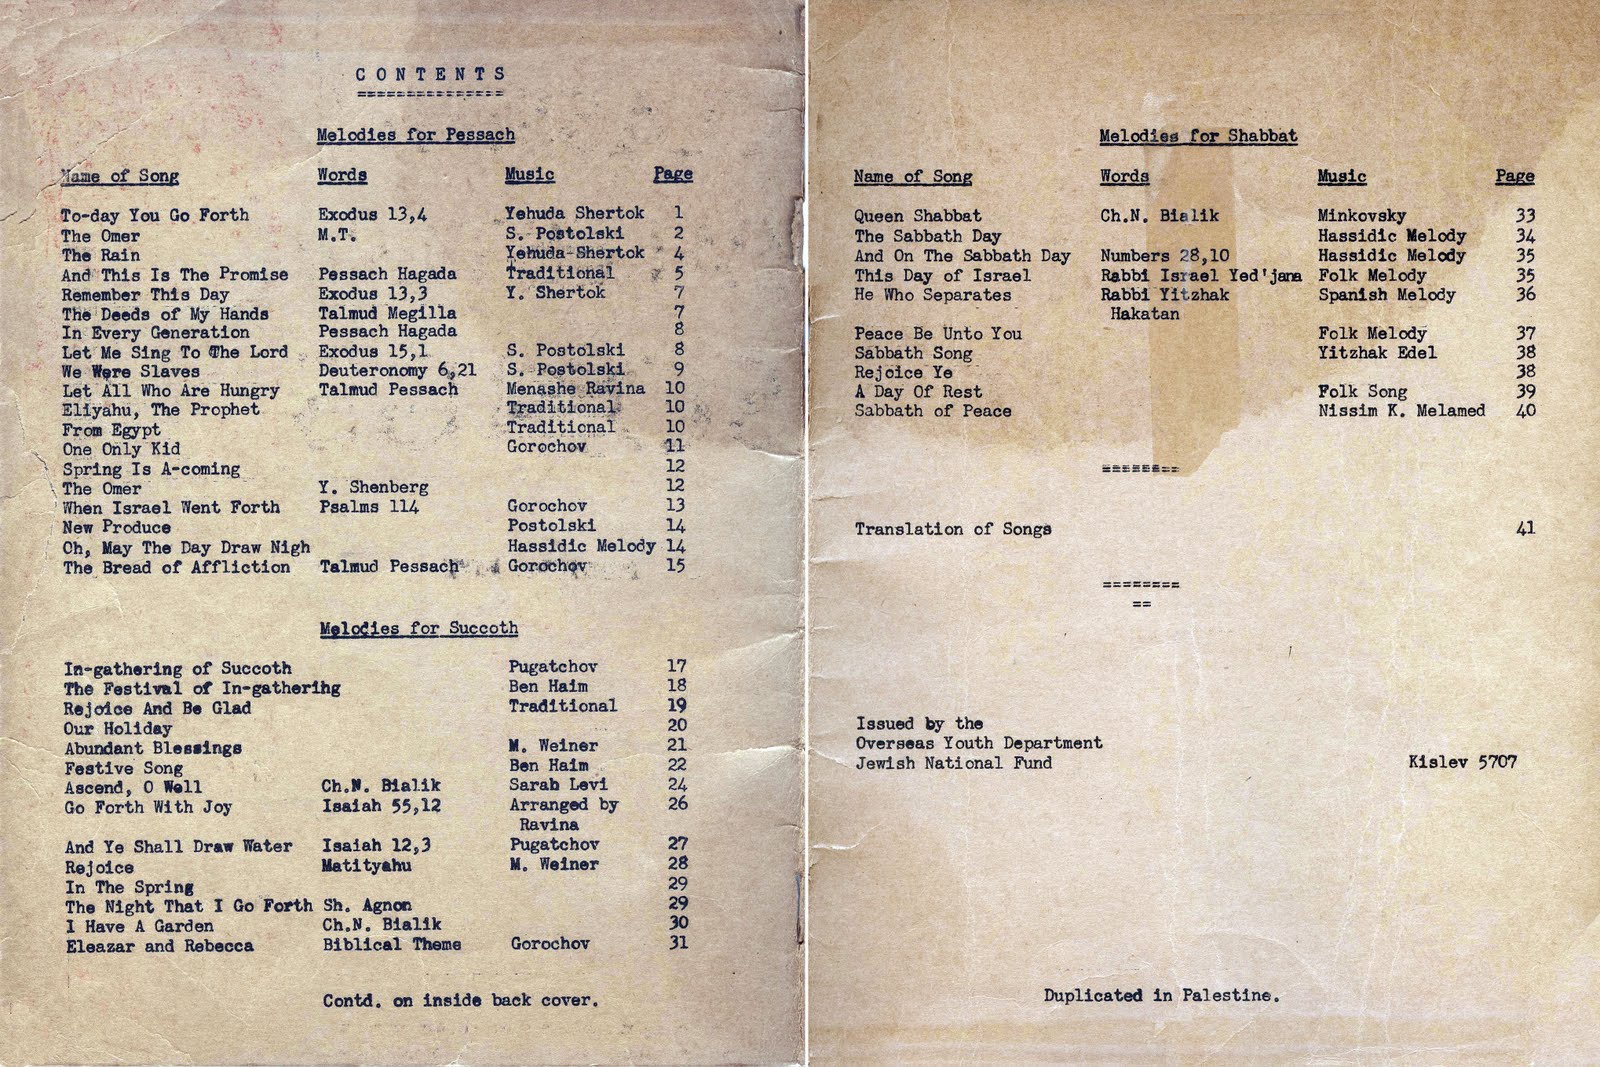 CONTENTS
===============
Melodies for Pessach
Name of Song Words Music Page
To-day You Go Forth Exodus 13,4 Yehuda Shertok 1
The Omer M.T. S. Postolski 2
The Rain Yehuda Shertok 4
And This Is The Promise Pessach Hagada Traditional 5
Remember This Day Exodus 13,3 Y. Shertok 7
The Deeds of My Hands Talmud Megilla 7
In Every Generation Pessach Hagada 8
Let Me Sing To The Lord Exodus 15,1 S. Postolski 8
We Were Slaves Deuteronomy 6,21 S. Postolski 9
Let All Who Are Hungry Talmud Pessach Menashe Ravina 10
Eliyahu, The Prophet Traditional 10
From Egypt Traditional 10
One Only Kid Gorochov 11
Spring Is A-coming 12
The Omer Y. Shenberg 12
When Israel Went Forth Psalms 114 Gorochov 13
New Produce Postolski 14
Oh, May The Day Draw Nigh Hassidic Melody 14
The Bread of Affliction Talmud Pessach Gorochov 15
Melodies for Succoth
In-gathering of Succoth Pugatchov 17
The Festival of In-gathering Ben Haim 18
Rejoice And Be Glad Traditional 19
Our Holiday 20
Abundant Blessings M. Weiner 21
Festive Song Ben Haim 22
Ascend, O Well Ch.N. Bialik Sarah Levi 24
Go Forth With Joy Isaiah 55,12 Arranged by 26
Ravina
And Ye Shall Draw Water Isaiah 12,3 Pugatchov 27
Rejoice Matityahu M. Weiner 28
In The Spring 29
The Night That I Go Forth Sh. Agnon 29
I Have A Garden Ch.N. Bialik 30
Eleazar and Rebecca Biblical Theme Gorochov 31
Contd. on inside back cover.
Melodies for Shabbat
Name of Song Words Music Page
Queen Shabbat Ch.N. Bialik Minkovsky 33
The Sabbath Day Hassidic Melody 34
And On The Sabbath Day Numbers 28,10 Hassidic Melody 35
This Day of Israel Rabbi Israel Yed'jana Folk Melody 35
He Who Separates Rabbi Yitzhak Spanish Melody 36
Hakatan
Peace Be Unto You Folk Melody 37
Sabbath Song Yitzhak Edel 38
Rejoice Ye 38
A Day Of Rest Folk Song 39
Sabbath of Peace Nissim K. Melamed 40
========
Translation of Songs 41
========
==
Issued by the
Overseas Youth Department
Jewish National Fund Kislev 5707
Duplicated in Palestine.